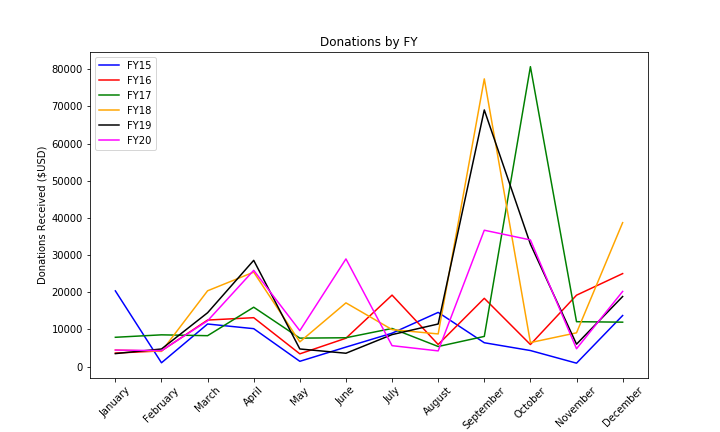 Donations by FY
FY15
FY16
FY17
FY18
FY19
FY20
Donations Received ($USD)
80000
70000
60000
50000
40000
30000
20000
10000
0
January
February
March
April
May
June
July
August
September
October
November
December